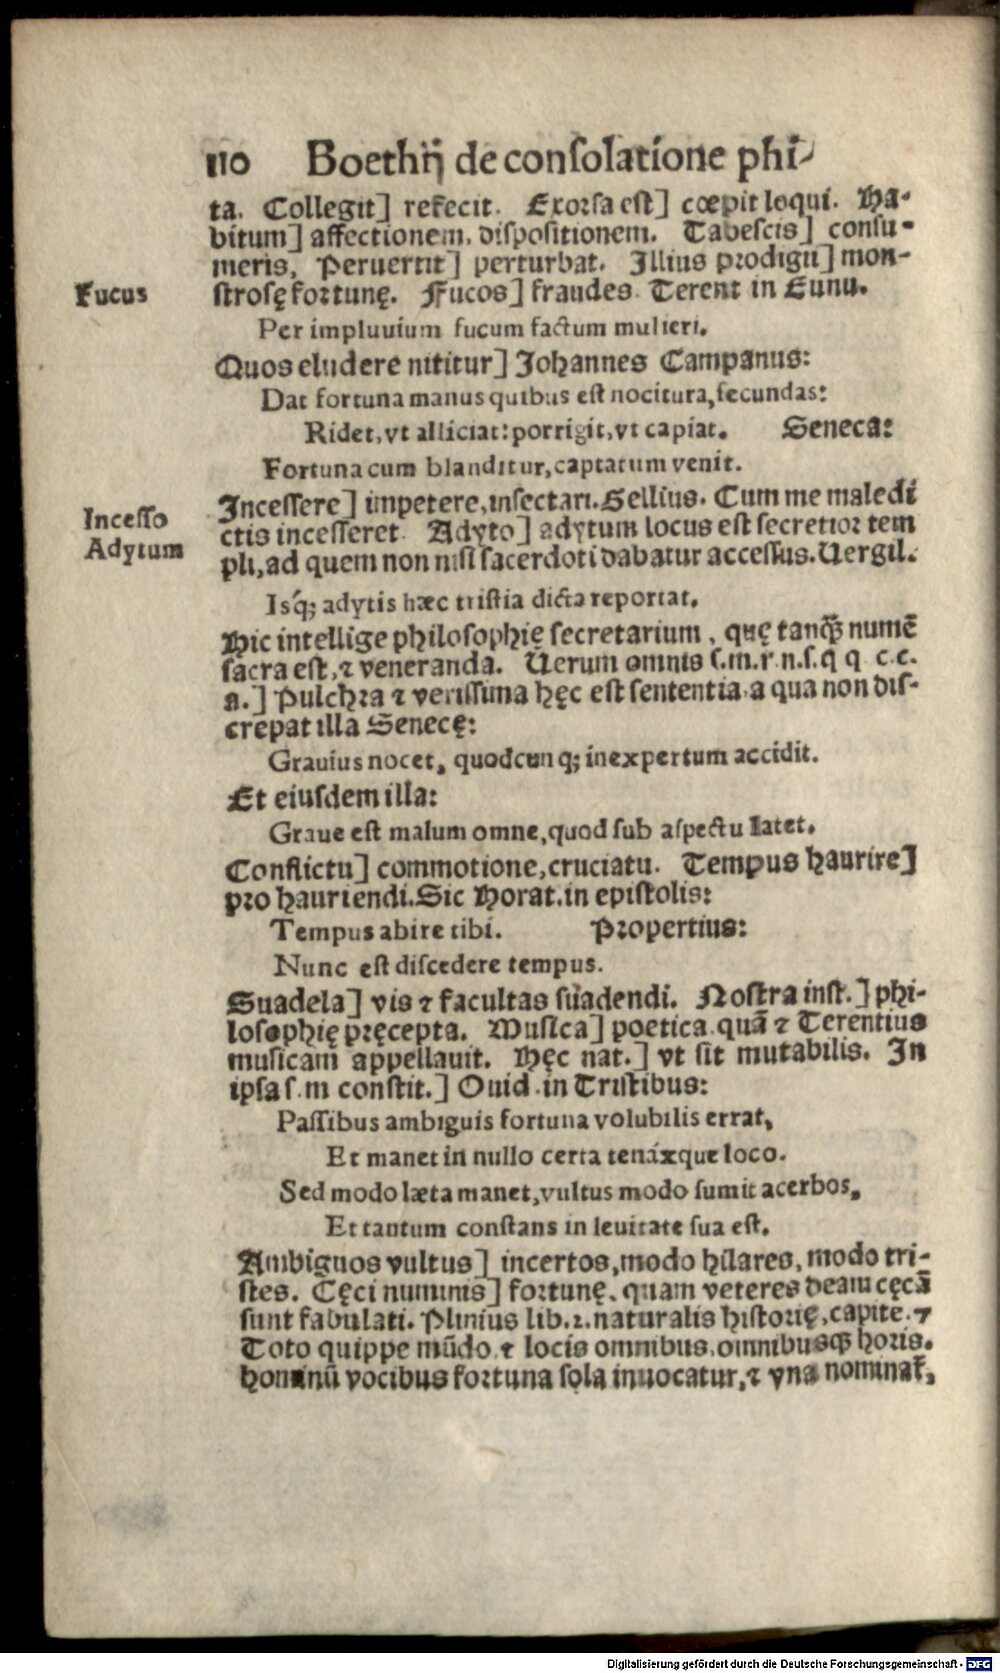 110 Boethij de consolatione phi-
ta. Collegit] refecit. Exorsa est] cœpit loqui. Ha-
bitum] affectionem, dispositionem. Tabescis] consu-
meris, Peruertit] perturbat. Illius prodigii] mon-
Fucus
strosę fortunę. Fucos] fraudes. Terent in Eunu.
Per impluuium fucum factum mulieri.
Quos eludere nititur] Johannes Campanus:
Dat fortuna manus quibus est nocitura, secundas:
Ridet, vt alliciat: porrigit, vt capiat. Seneca:
Fortuna cum blanditur, captatum venit.
Incesso
Incessere] impetere, insectari. Gellius. Cum me maledi
ctis incesseret. Adyto] adytum locus est secretior tem
Adytum
pli, ad quem non nisi sacerdoti dabatur accessus. Uergil.
Isq́; adytis hæc tristia dicta reportat.
Hic intellige philosophię secretarium, quę tanq̃ numē
sacra est, ⁊ veneranda. Uerum omnis s.m.r.n.s.q q c.c.
a.] Pulchra ⁊ verissima hęc est sententia, a qua non dis-
crepat illa Senecę:
Grauius nocet, quodcunq; inexpertum accidit.
Et eiusdem illa:
Graue est malum omne, quod sub aspectu latet.
Conflictu] commotione, cruciatu. Tempus haurire]
pro hauriendi. Sic Horat. in epistolis:
Tempus abire tibi. Propertius:
Nunc est discedere tempus.
Suadela] vis ⁊ facultas suadendi. Nostra inst.] phi-
losophię pręcepta. Musica] poetica, quã ⁊ Terentius
musicam appellauit. Hęc nat.] vt sit mutabilis. In
ipsa s.m constit.] Ouid. in Tristibus:
Passibus ambiguis fortuna volubilis errat,
Et manet in nullo certa tenáxque loco.
Sed modo læta manet, vultus modo sumit acerbos,
Et tantum constans in leuitate sua est.
Ambiguos vultus] incertos, modo hilares, modo tri-
stes. Cęci numinis] fortunę, quam veteres deam cęcã
sunt fabulati. Plinius lib. 2. naturalis historię, capite. 7
Toto quippe mũdo ⁊ locis omnibus, omnibusq̃ horis.
hominũ vocibus fortuna sola inuocatur, ⁊ vna nominat̃,
Digitalisierung gefördert durch die Deutsche Forschungsgemeinschaft - DFG